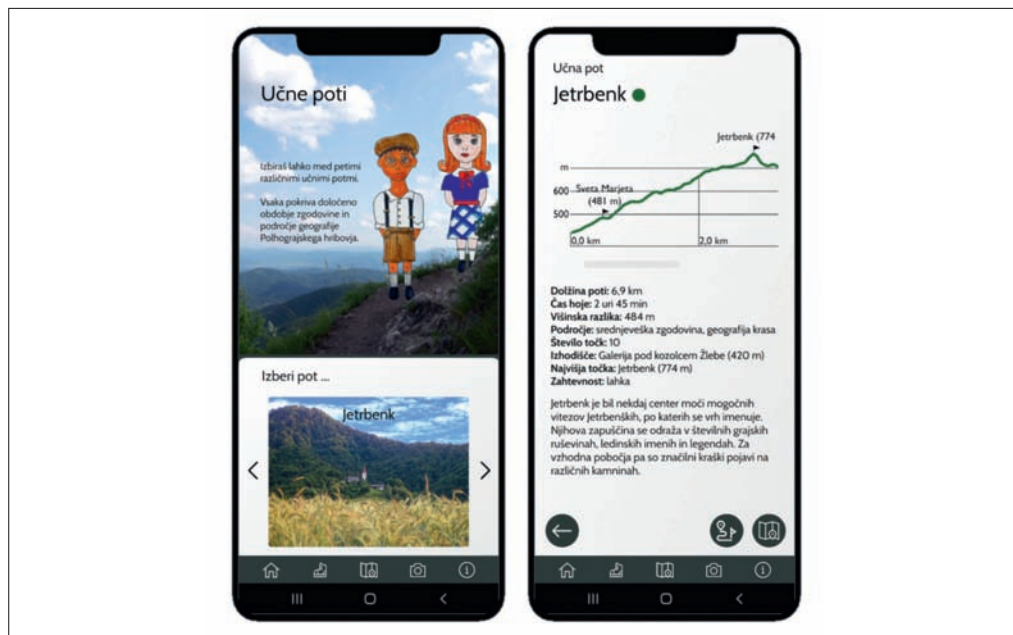 Učne poti
Izbiraš lahko med petimi
različnimi učnimi potmi.
Vsaka pokriva določeno
obdobje zgodovine in
področje geografije
Polhograjskega hribovja.
Izberi pot ...
Jetrbenk
Učna pot
Jetrbenk
Jetrbenk (774
m
600
Sveta Marjeta
(481 m)
500
0,0 km
2,0 km
Dolžina poti: 6,9 km
Čas hoje: 2 uri 45 min
Višinska razlika: 484 m
Področje: srednjeveška zgodovina, geografija krasa
Število točk: 10
Izhodišče: Galerija pod kozolcem Žlebe (420 m)
Najvišja točka: Jetrbenk (774 m)
Zahtevnost: lahka
Jetrbenk je bil nekdaj center moči mogočnih
vitezov Jetrbenških, po katerih se vrh imenuje.
Njihova zapuščina se odraža v številnih grajskih
ruševinah, ledinskih imenih in legendah. Za
vzhodna pobočja pa so značilni kraški pojavi na
različnih kamninah.